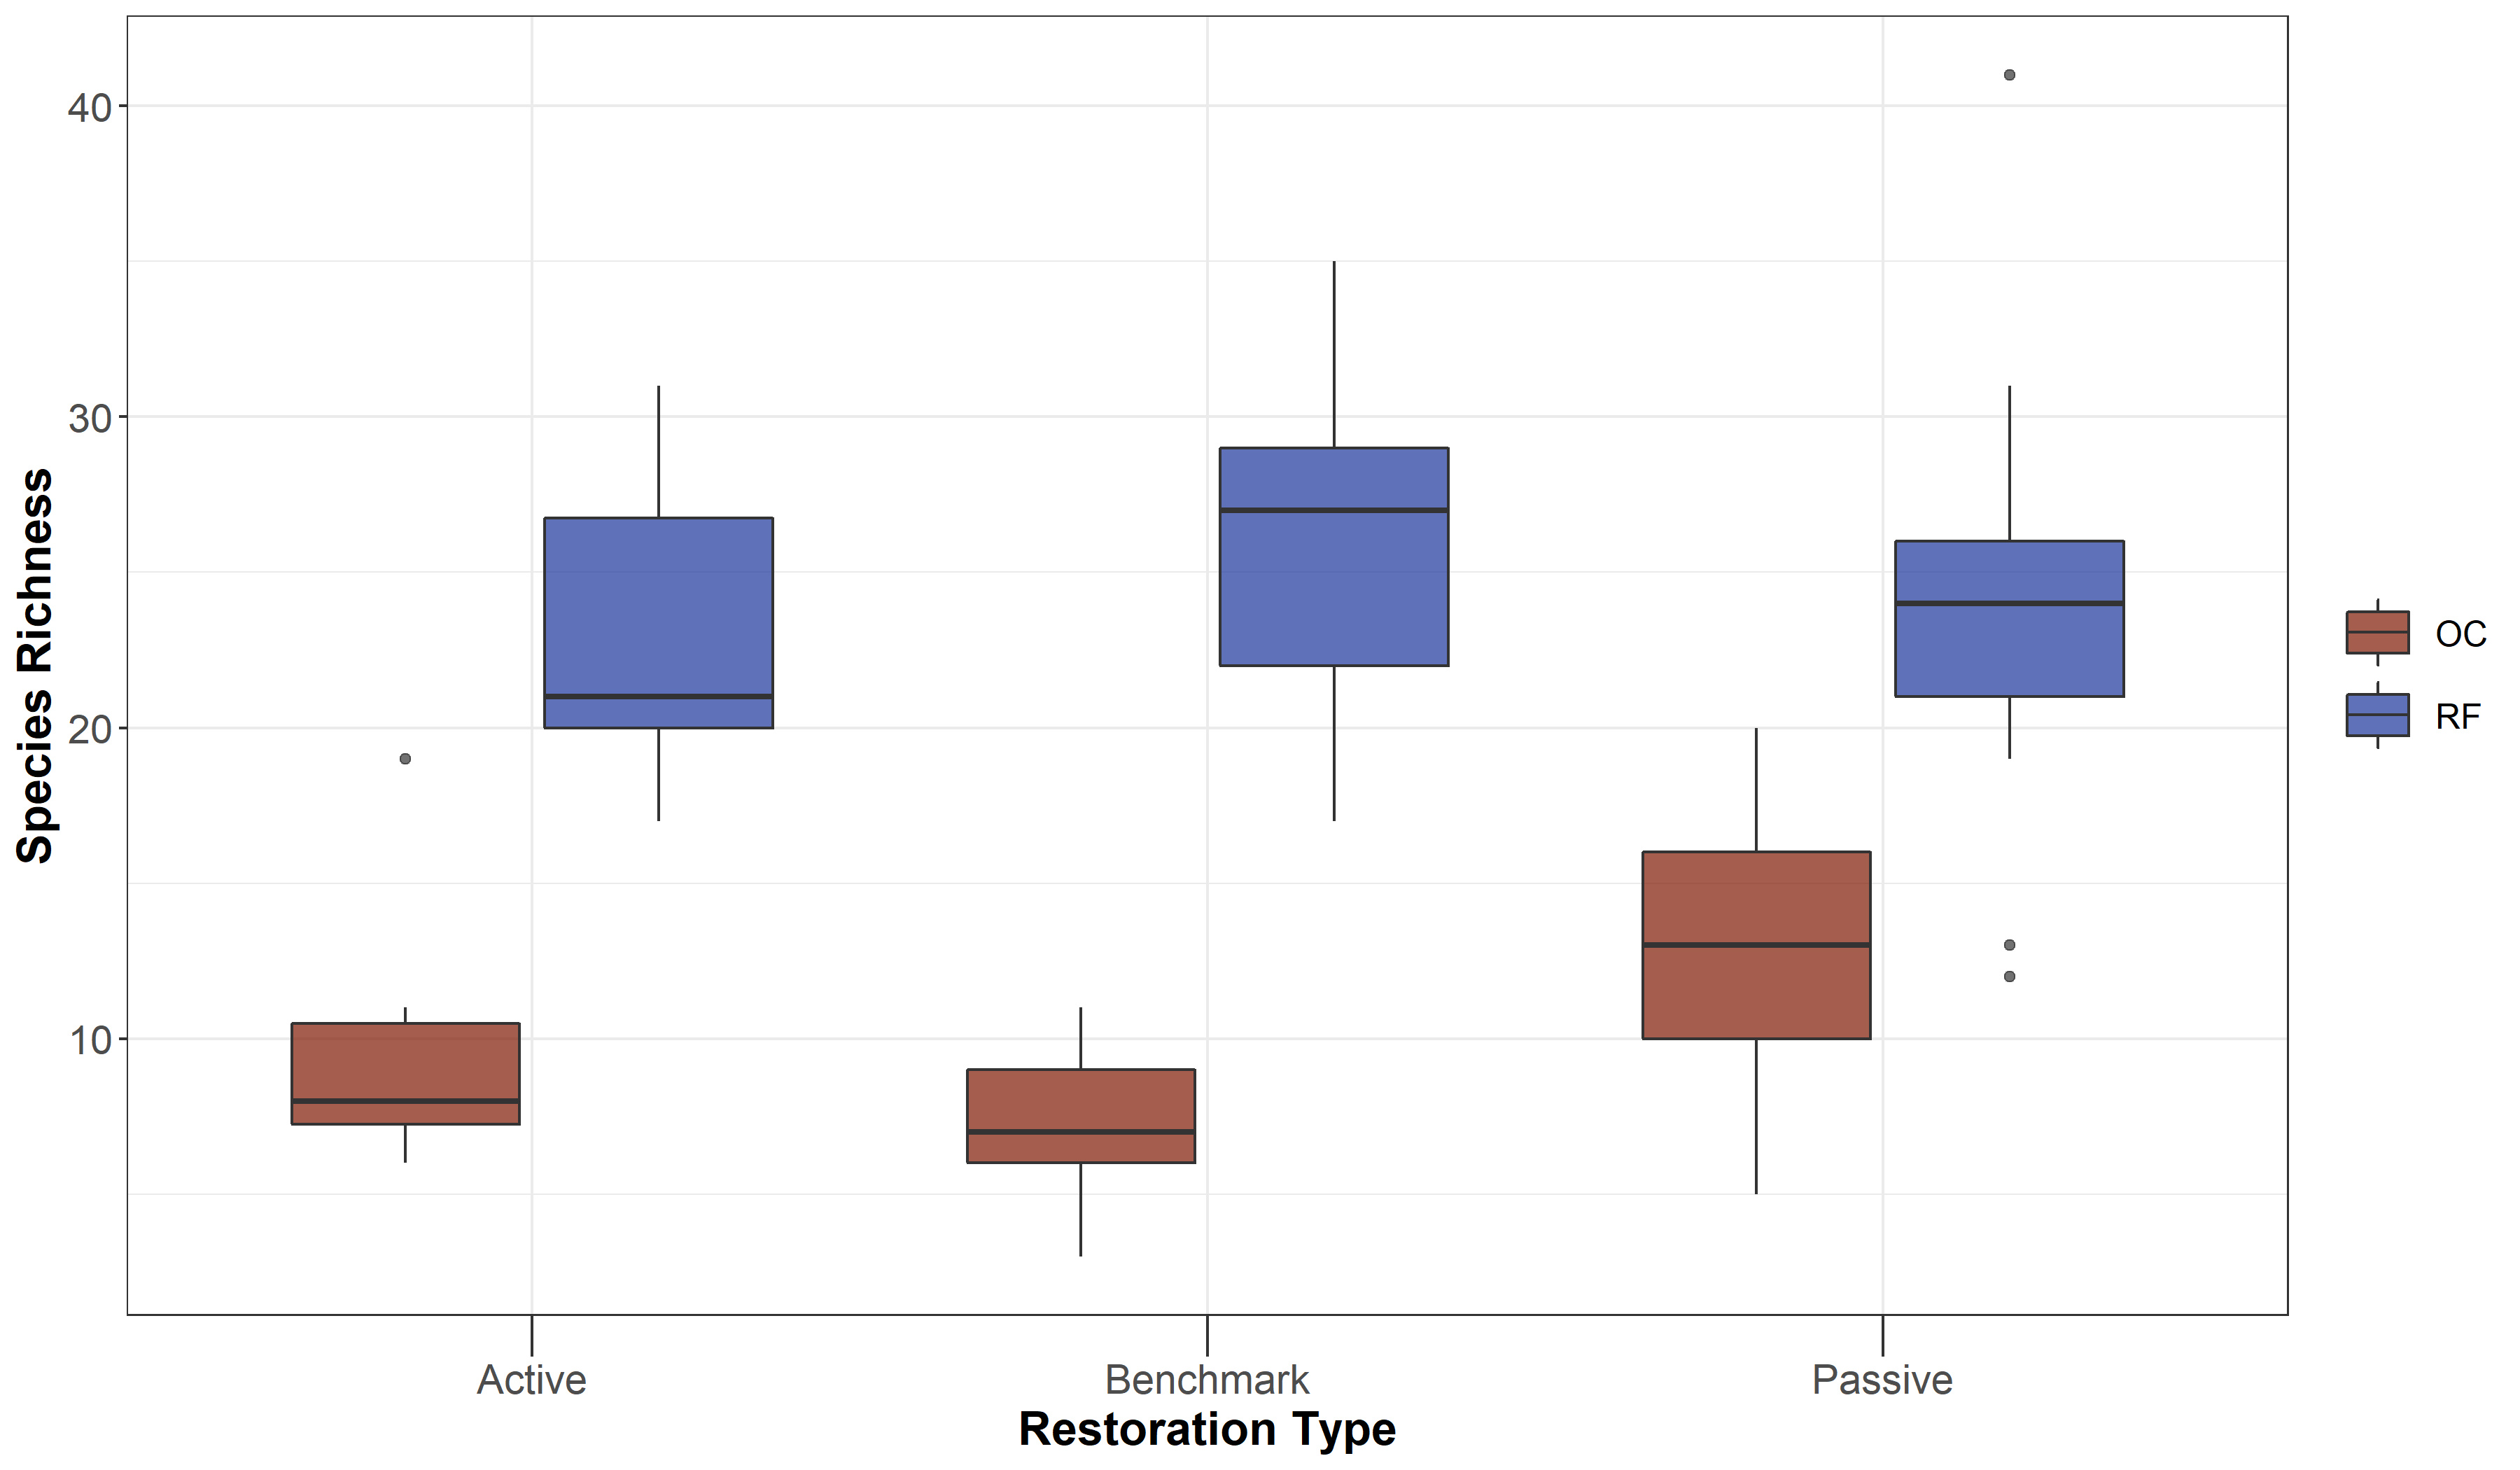 Species Richness
40
30
20
10
Active
Benchmark
Passive
Restoration Type
OC
RF